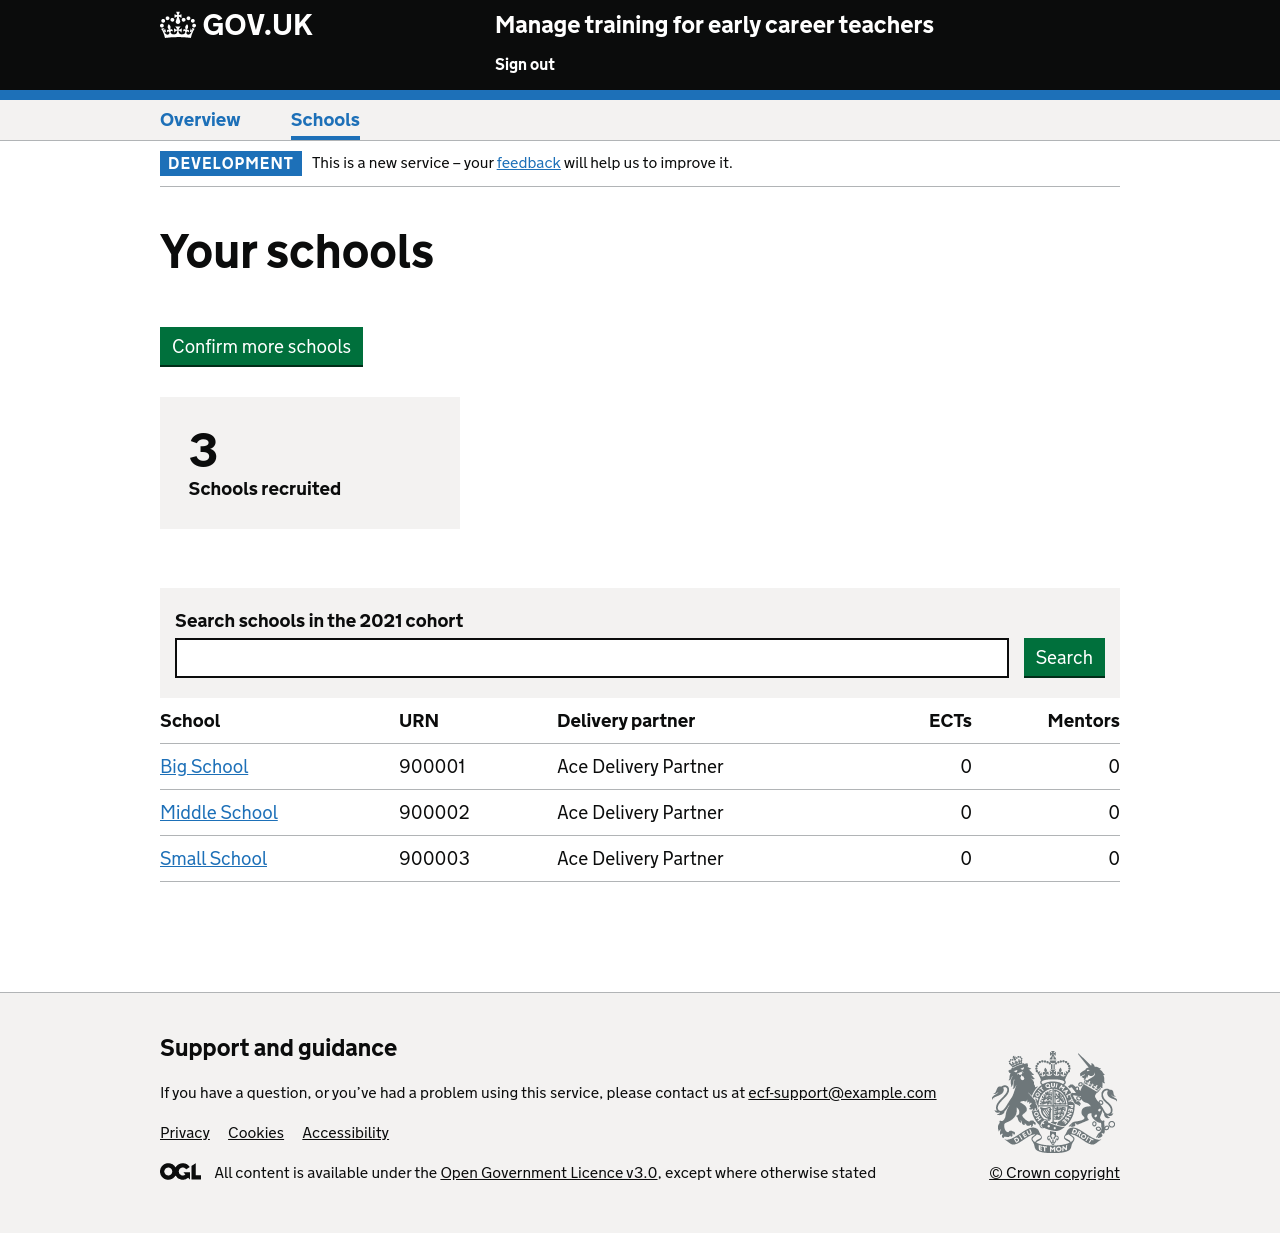 GOV.UK
Manage training for early career teachers
Sign out
Overview Schools
DEVELOPMENT This is a new service – your feedback will help us to improve it.
Your schools
Confirm more schools
3
Schools recruited
Search schools in the 2021 cohort
Search
School URN Delivery partner ECTs Mentors
Big School 900001 Ace Delivery Partner 0 0
Middle School 900002 Ace Delivery Partner 0 0
Small School 900003 Ace Delivery Partner 0 0
Support and guidance
If you have a question, or you’ve had a problem using this service, please contact us at ecf-support@example.com
Privacy Cookies Accessibility
OGL All content is available under the Open Government Licence v3.0, except where otherwise stated
© Crown copyright